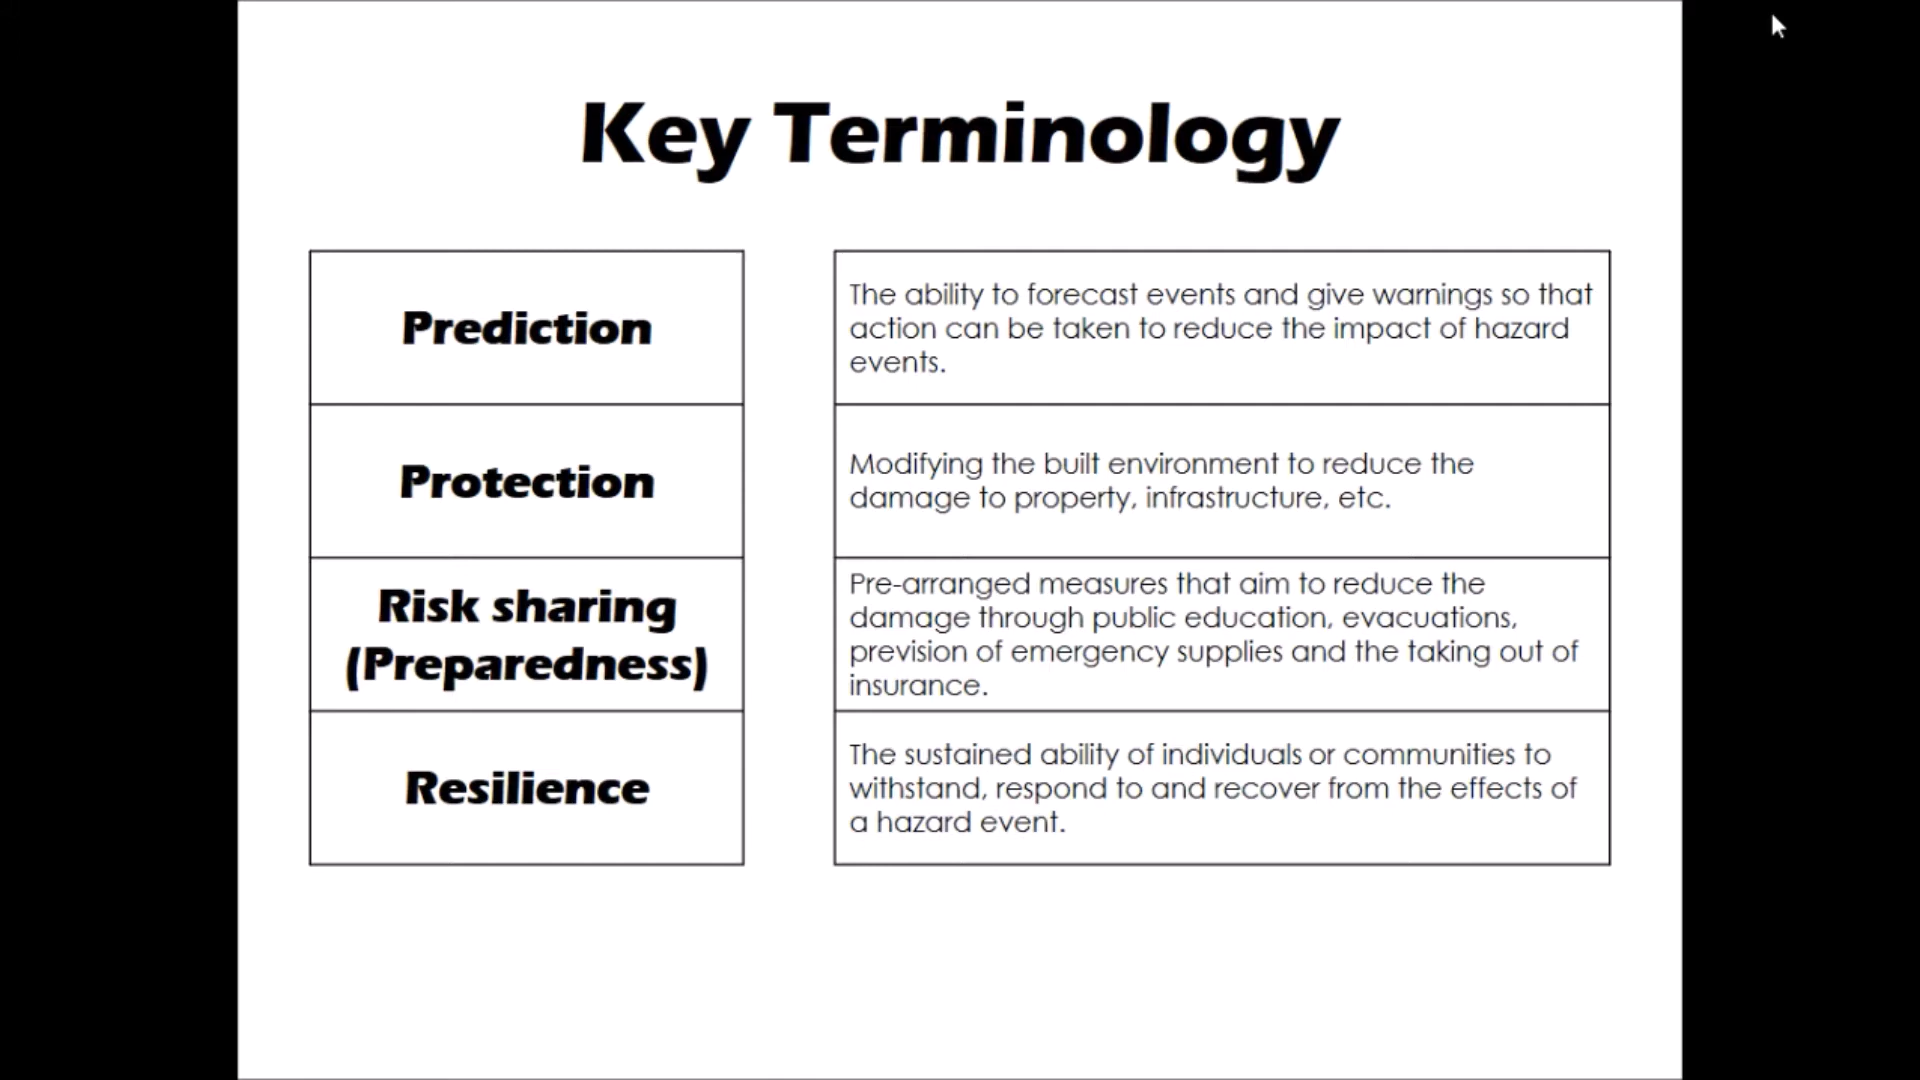 Key Terminology
Prediction
The ability to forecast events and give warnings so that
action can be taken to reduce the impact of hazard
events.
Protection
Modifying the built environment to reduce the
damage to property, infrastructure, etc.
Risk sharing
(Preparedness)
Pre-arranged measures that aim to reduce the
damage through public education, evacuations,
prevision of emergency supplies and the taking out of
insurance.
Resilience
The sustained ability of individuals or communities to
withstand, respond to and recover from the effects of
a hazard event.